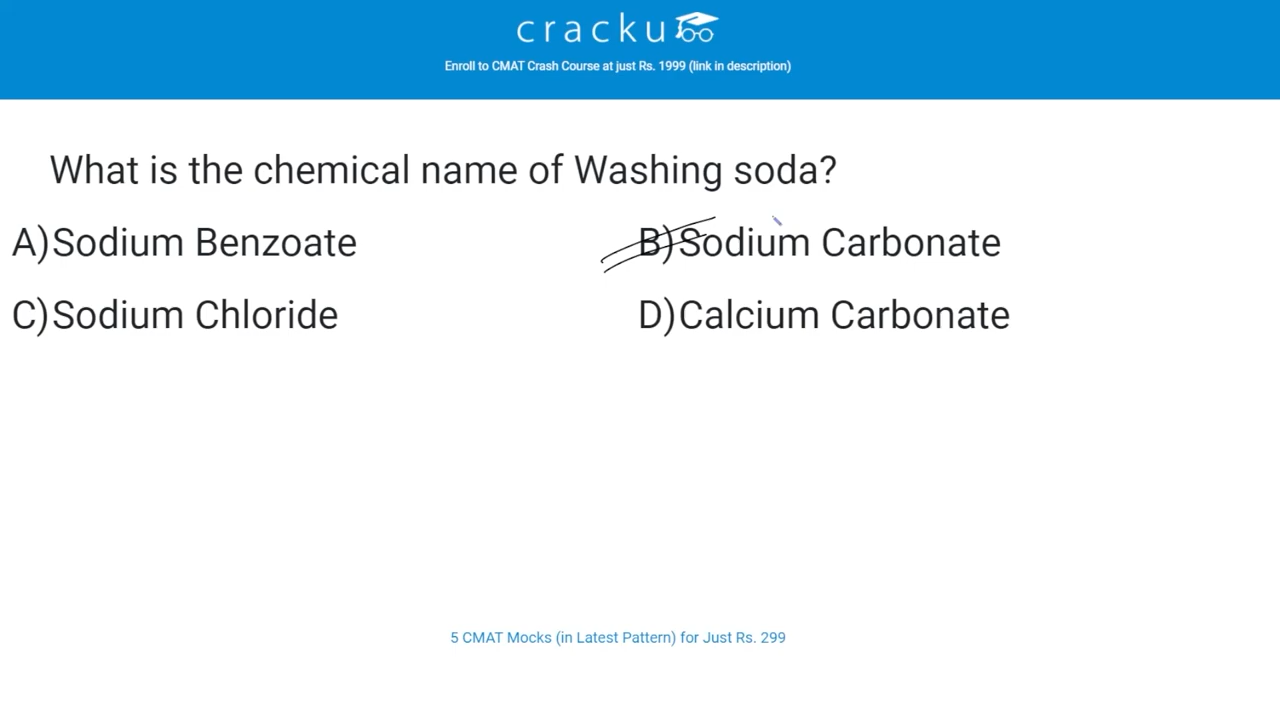 cracku
Enroll to CMAT Crash Course at just Rs. 1999 (link in description)
What is the chemical name of Washing soda?
A)Sodium Benzoate
B)Sodium Carbonate
C)Sodium Chloride
D)Calcium Carbonate
5 CMAT Mocks (in Latest Pattern) for Just Rs. 299